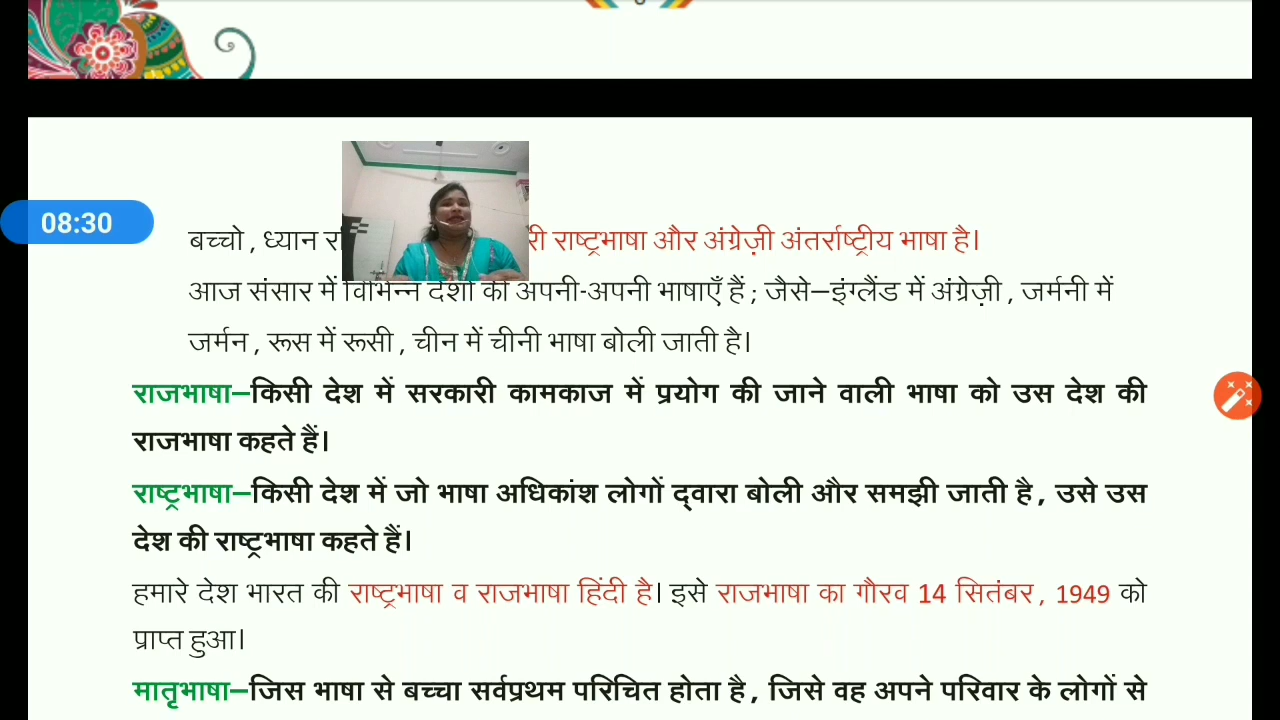 08:30
बच्चो , ध्यान राष्ट्रभाषा और अंग्रेज़ी अंतर्राष्ट्रीय भाषा है।
आज संसार में विभिन्न देशों की अपनी-अपनी भाषाएँ हैं ; जैसे–इंग्लैंड में अंग्रेज़ी , जर्मनी में
जर्मन , रूस में रूसी , चीन में चीनी भाषा बोली जाती है।
राजभाषा–किसी देश में सरकारी कामकाज में प्रयोग की जाने वाली भाषा को उस देश की
राजभाषा कहते हैं।
राष्ट्रभाषा–किसी देश में जो भाषा अधिकांश लोगों द्वारा बोली और समझी जाती है , उसे उस
देश की राष्ट्रभाषा कहते हैं।
हमारे देश भारत की राष्ट्रभाषा व राजभाषा हिंदी है। इसे राजभाषा का गौरव 14 सितंबर , 1949 को
प्राप्त हुआ।
मातृभाषा–जिस भाषा से बच्चा सर्वप्रथम परिचित होता है , जिसे वह अपने परिवार के लोगों से